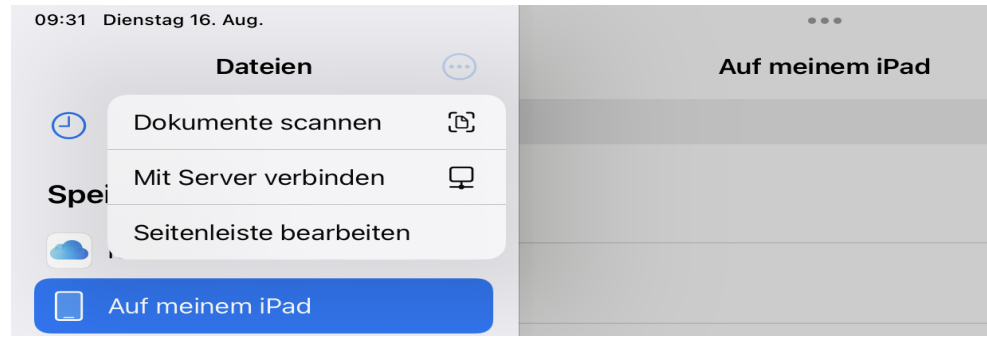 09:31 Dienstag 16. Aug.
Dateien
Auf meinem iPad
Dokumente scannen
Mit Server verbinden
Spei
Seitenleiste bearbeiten
Auf meinem iPad